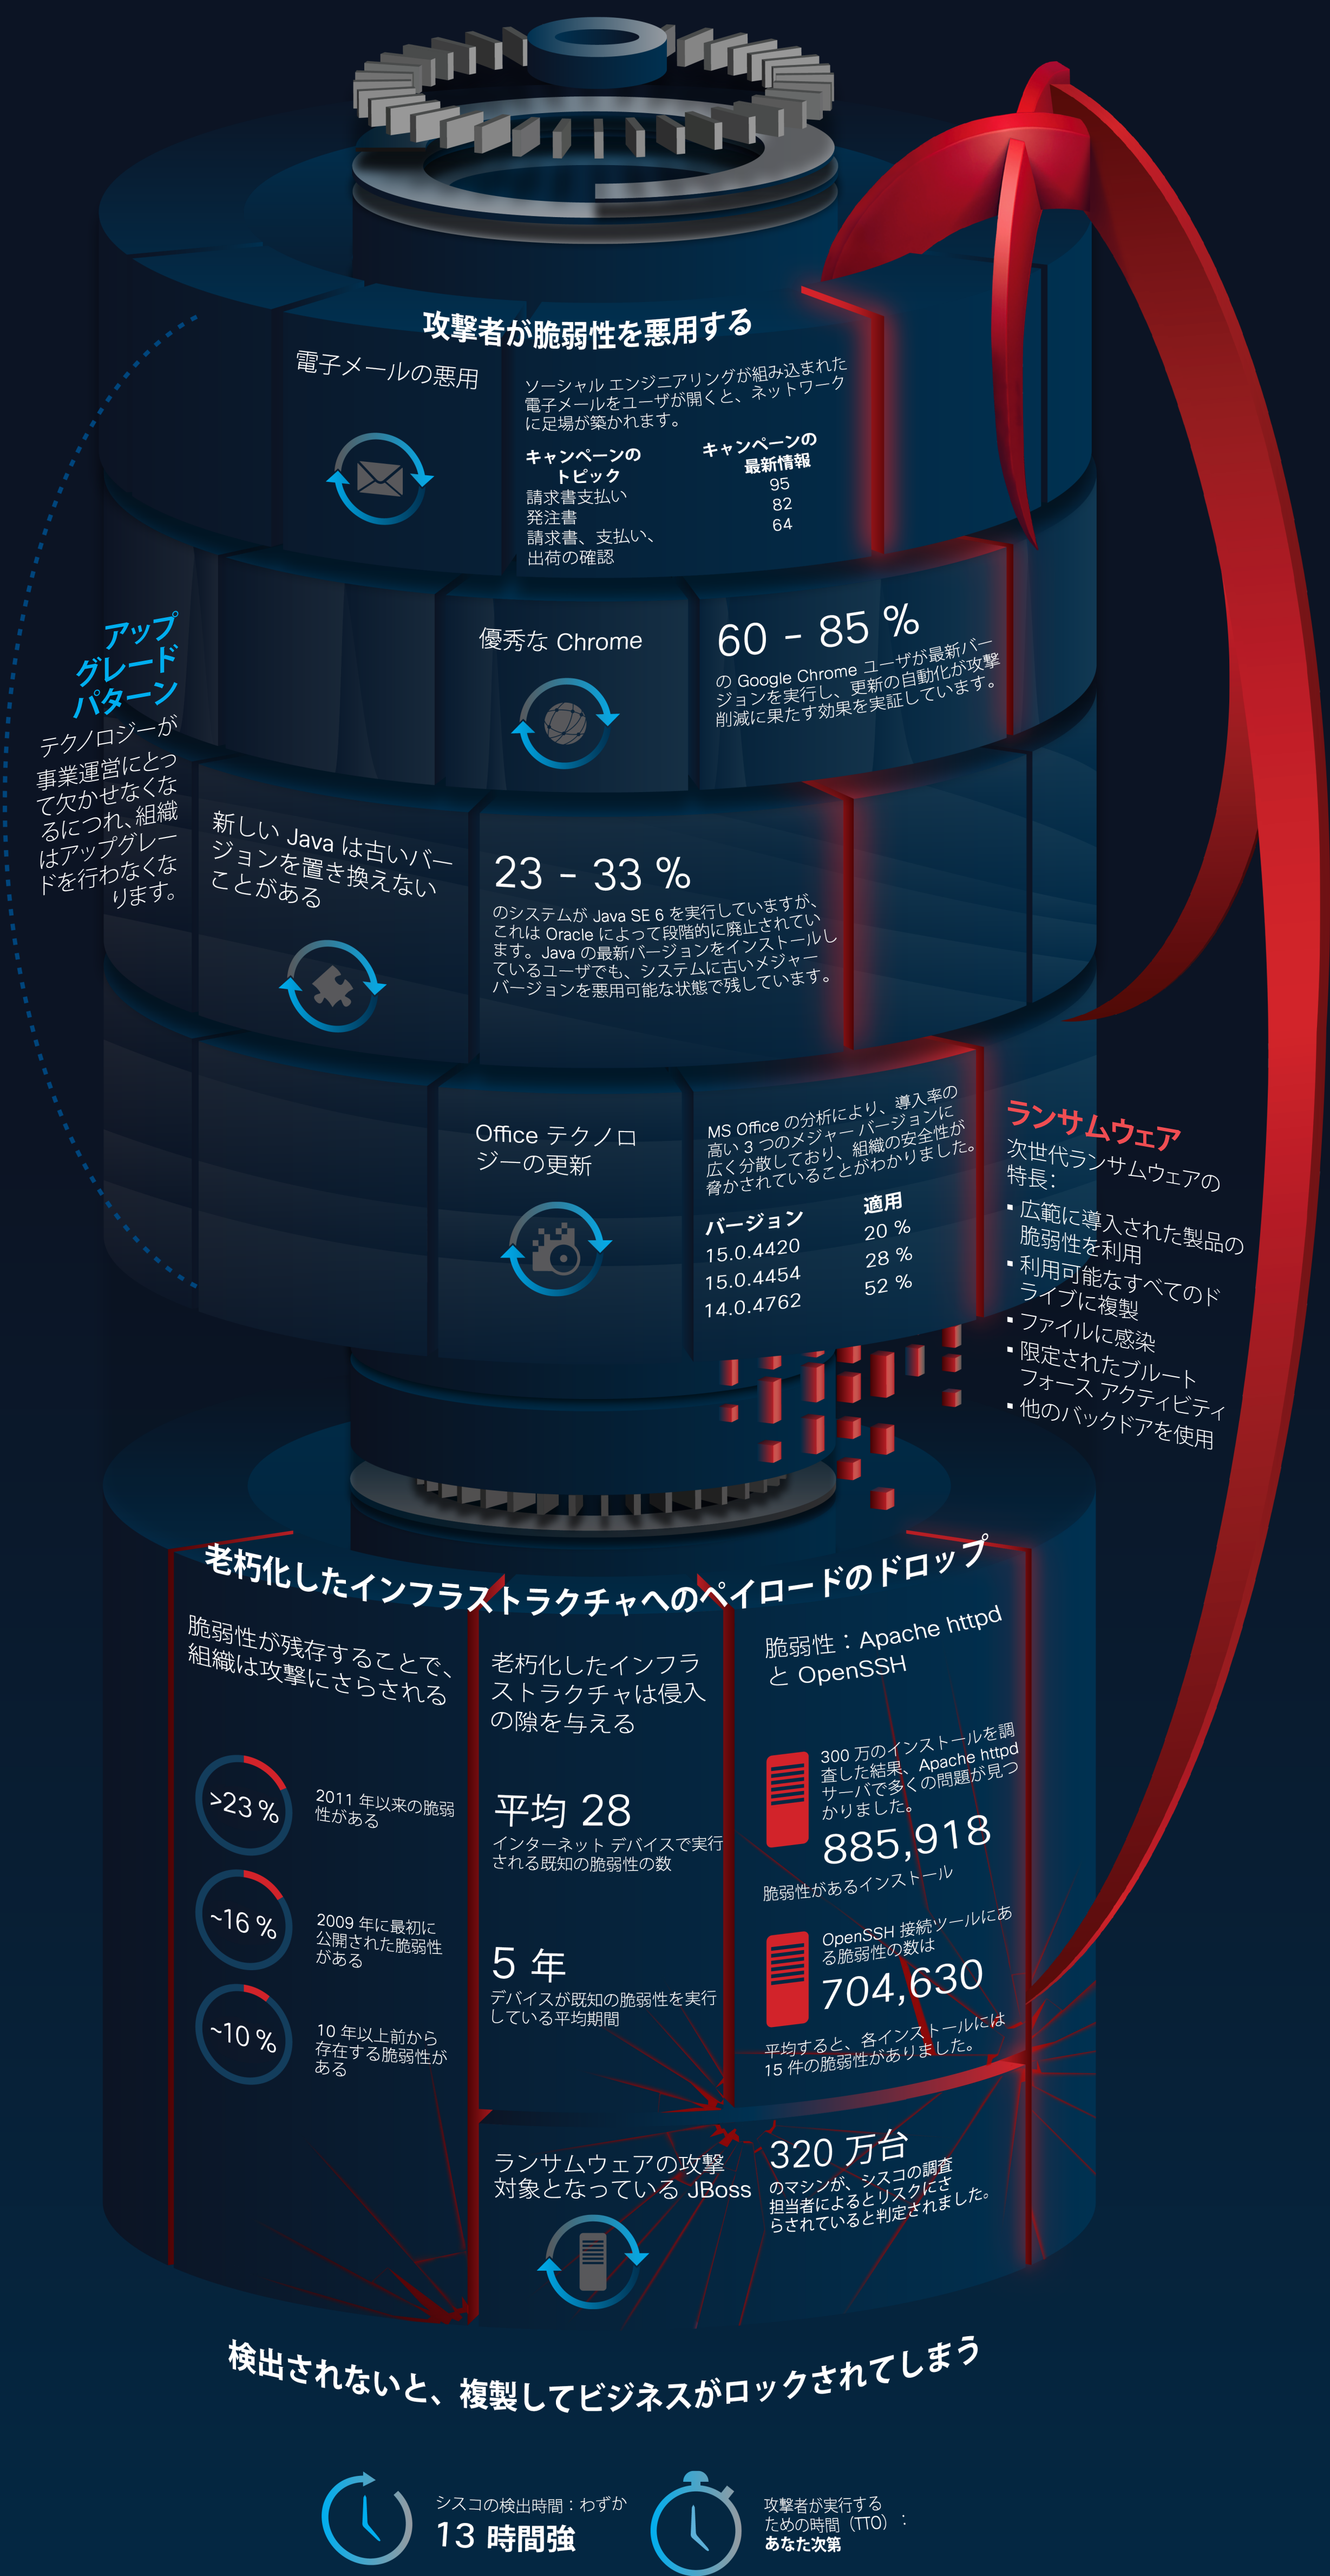 攻撃者が脆弱性を悪用する
電子メールの悪用
ソーシャル エンジニアリングが組み込まれた
電子メールをユーザが開くと、ネットワーク
に足場が築かれます。
キャンペーンの
トピック
キャンペーンの
最新情報
請求書支払い
95
発注書
82
請求書、支払い、
出荷の確認
64
優秀な Chrome
60 - 85 %
の Google Chrome ユーザが最新バー
ジョンを実行し、更新の自動化が攻撃
削減に果たす効果を実証しています。
アップ
グレード
パターン
テクノロジーが
事業運営にとっ
て欠かせなくな
るにつれ、組織
はアップグレー
ドを行わなくな
ります。
新しい Java は古いバー
ジョンを置き換えない
ことがある
23 - 33 %
のシステムが Java SE 6 を実行していますが、
これは Oracle によって段階的に廃止されてい
ます。Java の最新バージョンをインストールし
ているユーザでも、システムに古いメジャー
バージョンを悪用可能な状態で残しています。
Office テクノロ
ジーの更新
MS Office の分析により、導入率の
高い 3 つのメジャー バージョンに
広く分散しており、組織の安全性が
脅かされていることがわかりました。
バージョン 適用
15.0.4420 20 %
15.0.4454 28 %
14.0.4762 52 %
ランサムウェア
次世代ランサムウェアの
特長：
▪ 広範に導入された製品の
脆弱性を利用
▪ 利用可能なすべてのド
ライブに複製
▪ ファイルに感染
▪ 限定されたブルート
フォース アクティビティ
▪ 他のバックドアを使用
老朽化したインフラストラクチャへのペイロードのドロップ
脆弱性が残存することで、
組織は攻撃にさらされる
>23 %
2011 年以来の脆弱
性がある
~16 %
2009 年に最初に
公開された脆弱性
がある
~10 %
10 年以上前から
存在する脆弱性が
ある
老朽化したインフラ
ストラクチャは侵入
の隙を与える
平均 28
インターネット デバイスで実行
される既知の脆弱性の数
5 年
デバイスが既知の脆弱性を実行
している平均期間
脆弱性：Apache httpd
と OpenSSH
300 万のインストールを調
査した結果、Apache httpd
サーバで多くの問題が見つ
かりました。
885,918
脆弱性があるインストール
OpenSSH 接続ツールにあ
る脆弱性の数は
704,630
平均すると、各インストールには
15 件の脆弱性がありました。
ランサムウェアの攻撃
対象となっている JBoss
320 万台
のマシンが、シスコの調査
担当者によるとリスクにさ
らされていると判定されました。
検出されないと、複製してビジネスがロックされてしまう
シスコの検出時間：わずか
13 時間強
攻撃者が実行する
ための時間（TTO）：
あなた次第